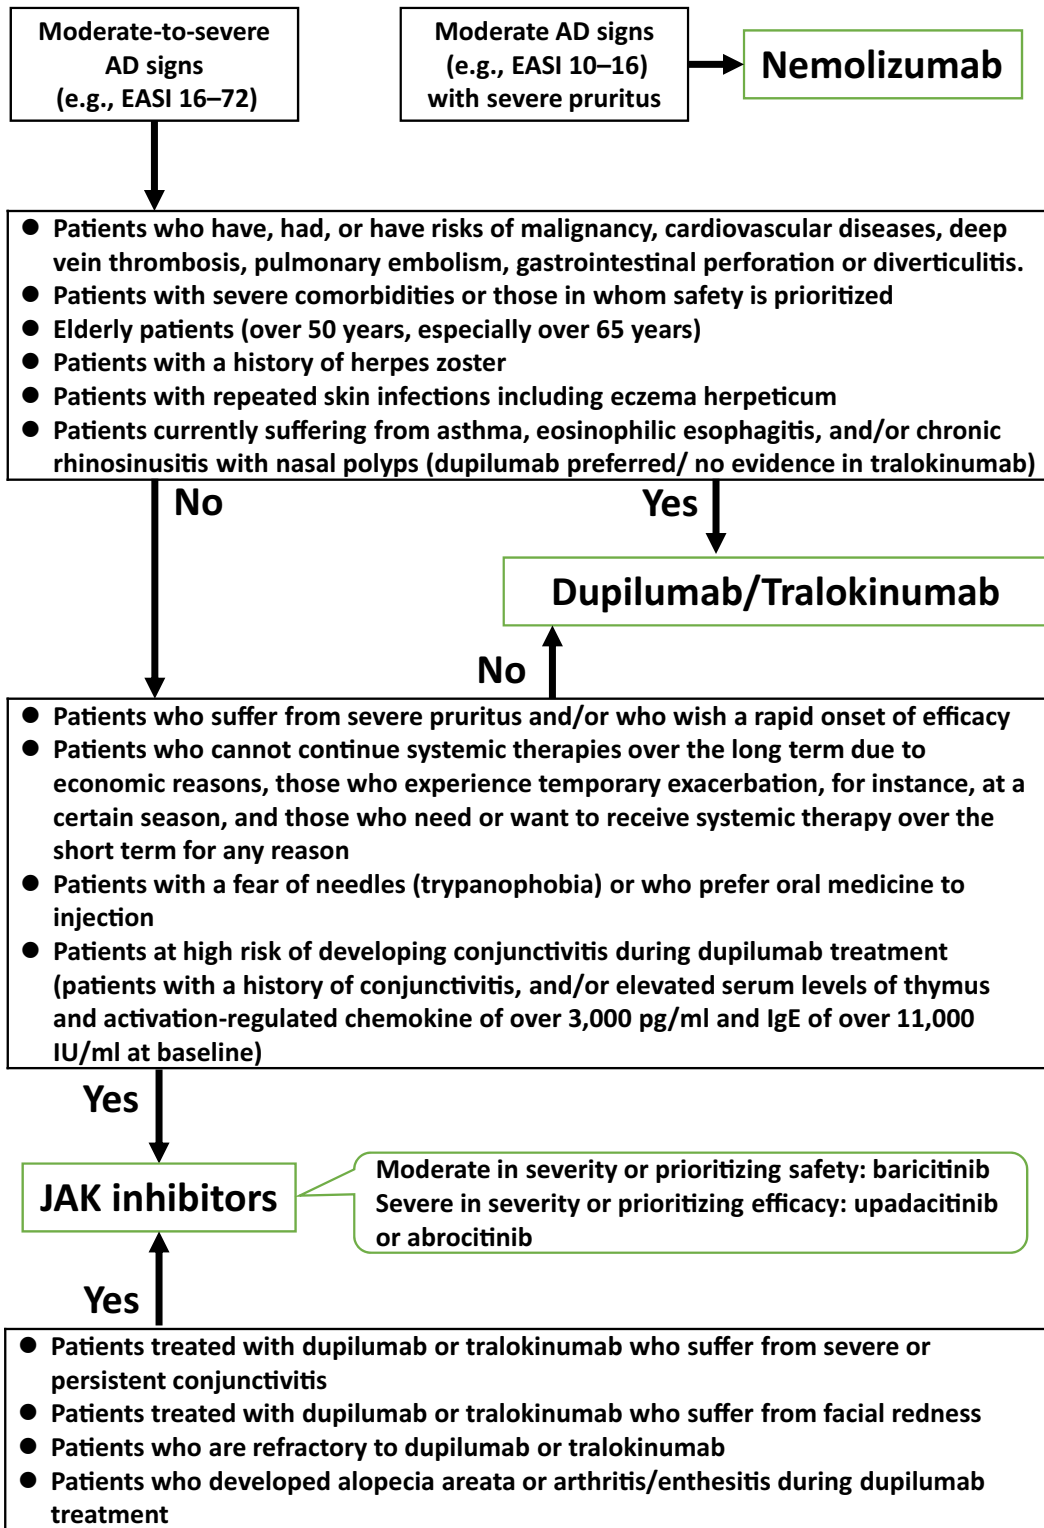 Moderate-to-severe
AD signs
(e.g., EASI 16–72)
Moderate AD signs
(e.g., EASI 10–16)
with severe pruritus
Nemolizumab
● Patients who have, had, or have risks of malignancy, cardiovascular diseases, deep
vein thrombosis, pulmonary embolism, gastrointestinal perforation or diverticulitis.
● Patients with severe comorbidities or those in whom safety is prioritized
● Elderly patients (over 50 years, especially over 65 years)
● Patients with a history of herpes zoster
● Patients with repeated skin infections including eczema herpeticum
● Patients currently suffering from asthma, eosinophilic esophagitis, and/or chronic
rhinosinusitis with nasal polyps (dupilumab preferred/ no evidence in tralokinumab)
No
Yes
Dupilumab/Tralokinumab
No
● Patients who suffer from severe pruritus and/or who wish a rapid onset of efficacy
● Patients who cannot continue systemic therapies over the long term due to
economic reasons, those who experience temporary exacerbation, for instance, at a
certain season, and those who need or want to receive systemic therapy over the
short term for any reason
● Patients with a fear of needles (trypanophobia) or who prefer oral medicine to
injection
● Patients at high risk of developing conjunctivitis during dupilumab treatment
(patients with a history of conjunctivitis, and/or elevated serum levels of thymus
and activation-regulated chemokine of over 3,000 pg/ml and IgE of over 11,000
IU/ml at baseline)
Yes
JAK inhibitors
Moderate in severity or prioritizing safety: baricitinib
Severe in severity or prioritizing efficacy: upadacitinib
or abrocitinib
Yes
● Patients treated with dupilumab or tralokinumab who suffer from severe or
persistent conjunctivitis
● Patients treated with dupilumab or tralokinumab who suffer from facial redness
● Patients who are refractory to dupilumab or tralokinumab
● Patients who developed alopecia areata or arthritis/enthesitis during dupilumab
treatment